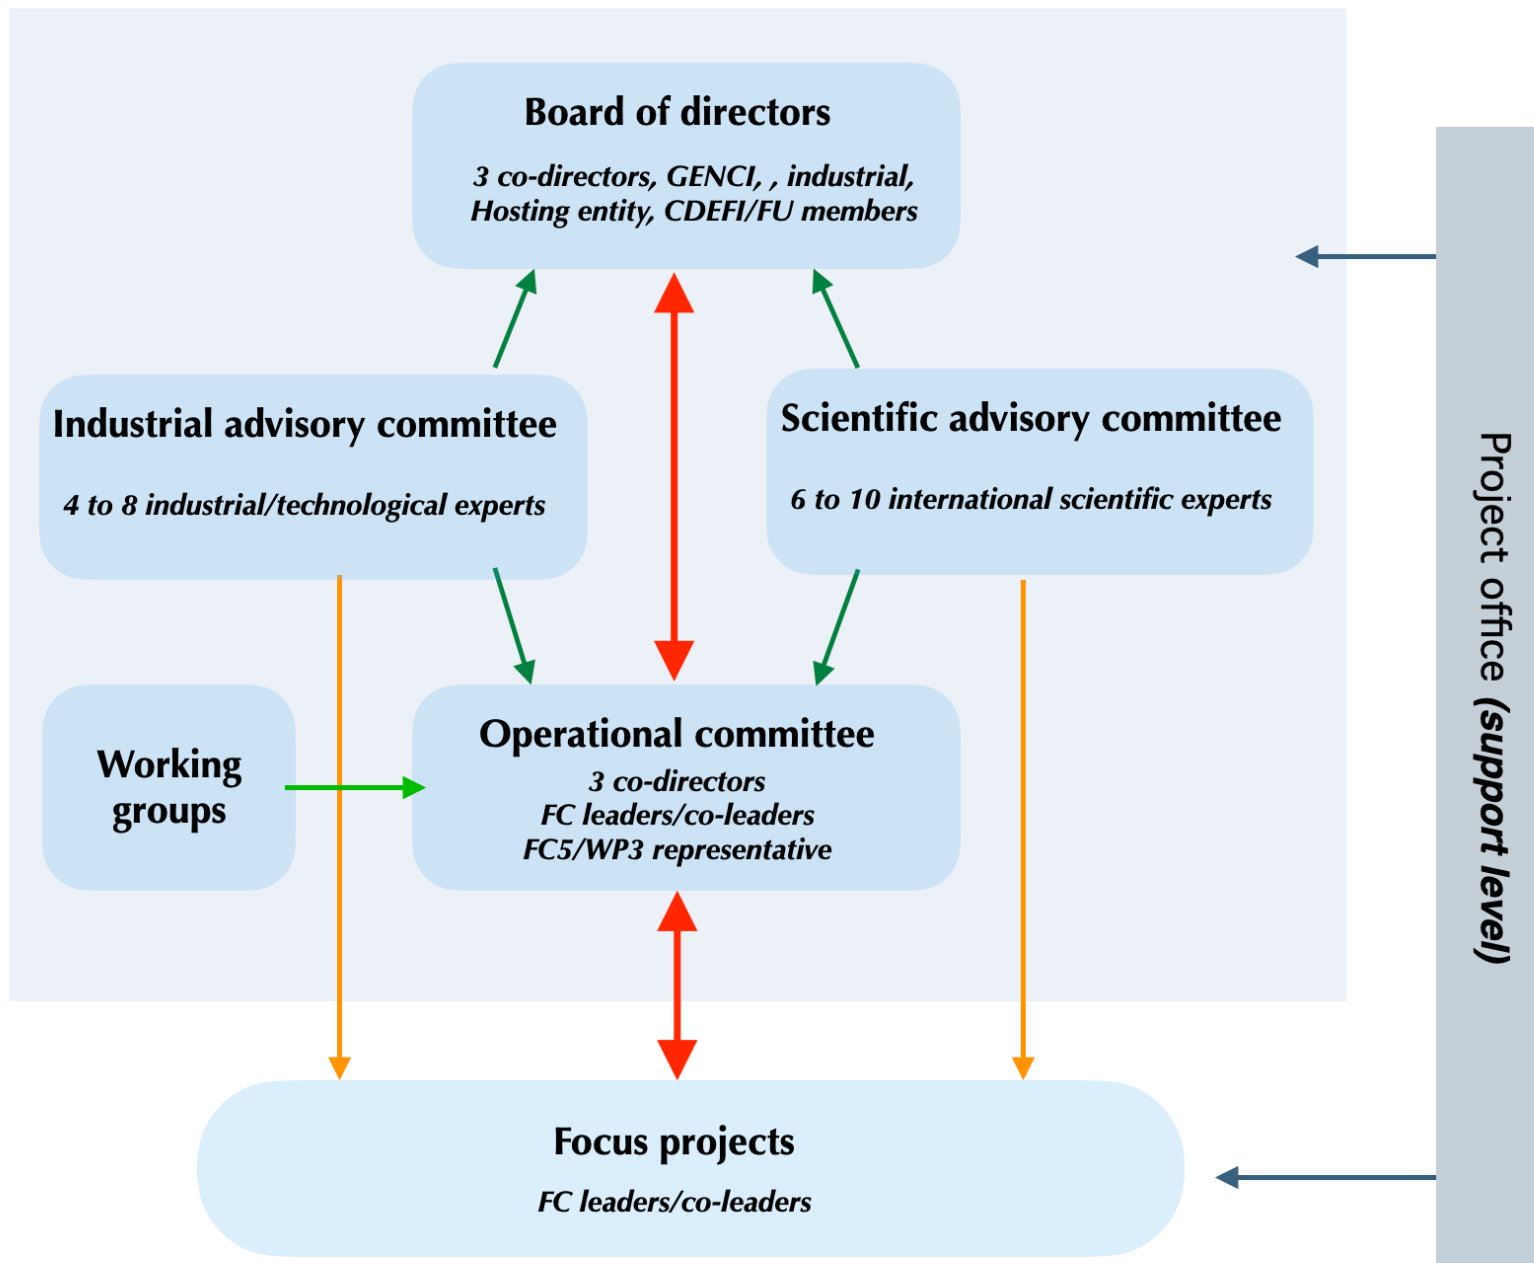 Board of directors
3 co-directors, GENCI, , industrial,
Hosting entity, CDEFI/FU members
Industrial advisory committee
4 to 8 industrial/technological experts
Scientific advisory committee
6 to 10 international scientific experts
Working
groups
Operational committee
3 co-directors
FC leaders/co-leaders
FC5/WP3 representative
Focus projects
FC leaders/co-leaders
Project office (support level)